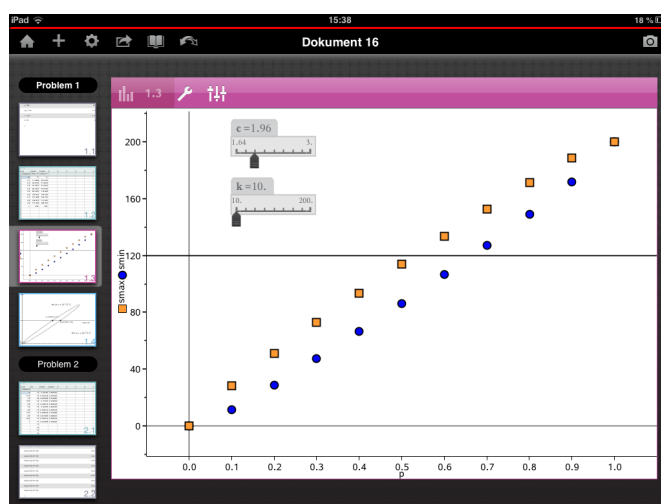 iPad 15:38 18 %
Dokument 16
Problem 1
1.3
1.1
1.2
1.3
1.4
Problem 2
2.1
2.2
c =1.96
1.64 3.
k =10.
10. 200.
200
160
120
80
40
0
smax smin
0.0 0.1 0.2 0.3 0.4 0.5 0.6 0.7 0.8 0.9 1.0
p